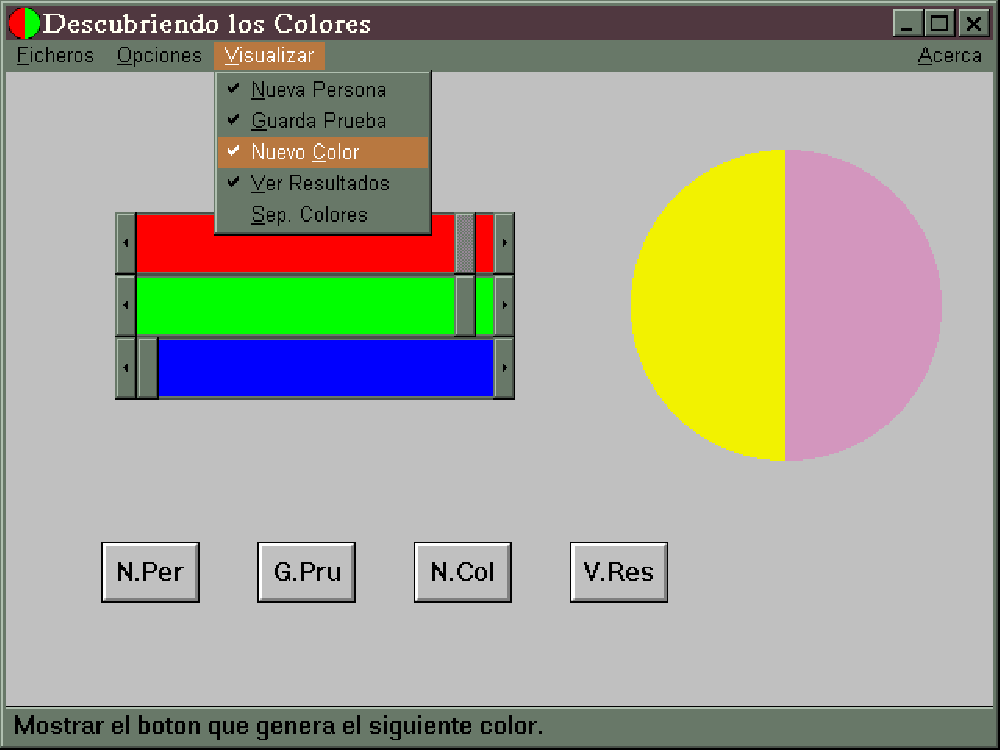 Descubriendo los Colores
Ficheros Opciones Visualizar Acerca
Nueva Persona
Guarda Prueba
Nuevo Color
Ver Resultados
Sep. Colores
N.Per G.Pru N.Col V.Res
Mostrar el boton que genera el siguiente color.